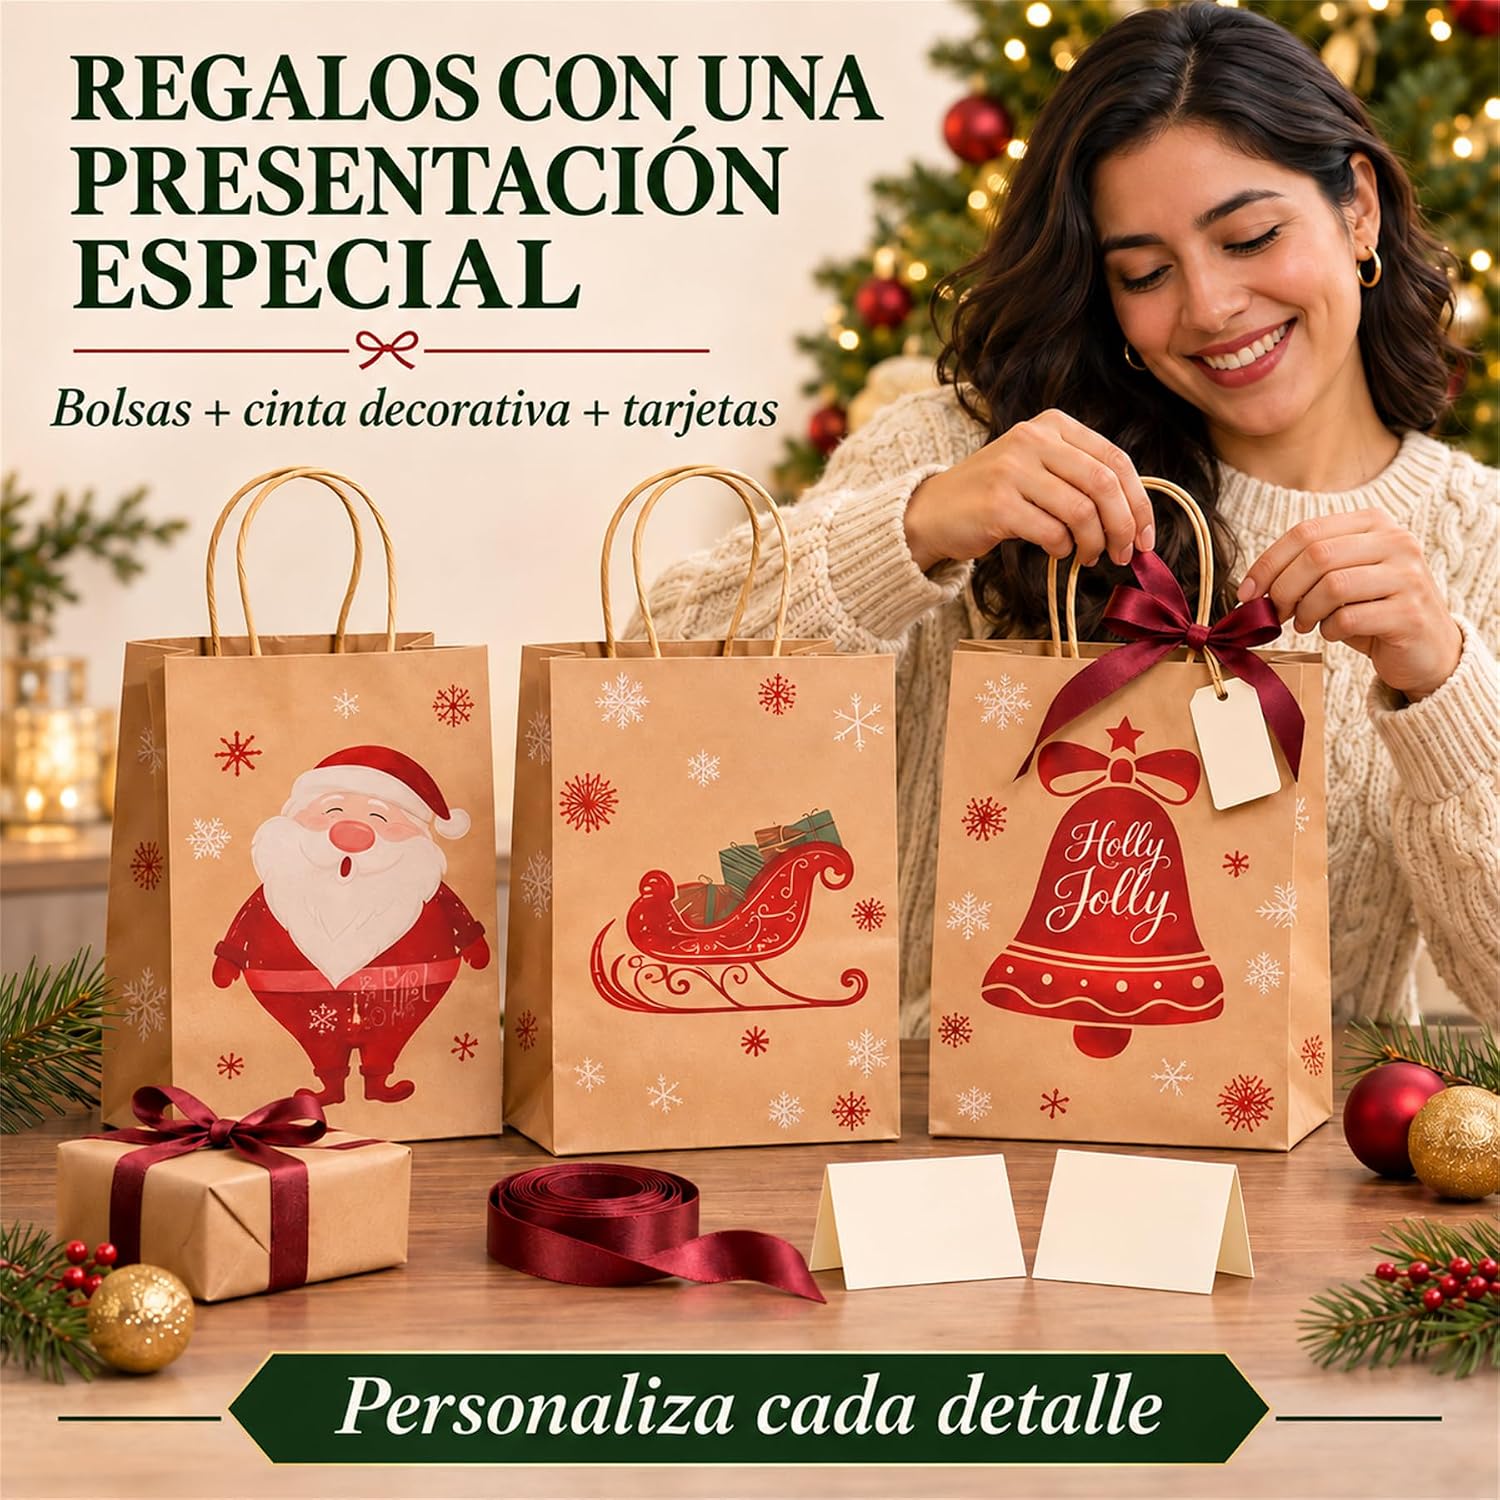 REGALOS CON UNA
PRESENTACIÓN
ESPECIAL
Bolsas + cinta decorativa + tarjetas
Holly
Jolly
Personaliza cada detalle